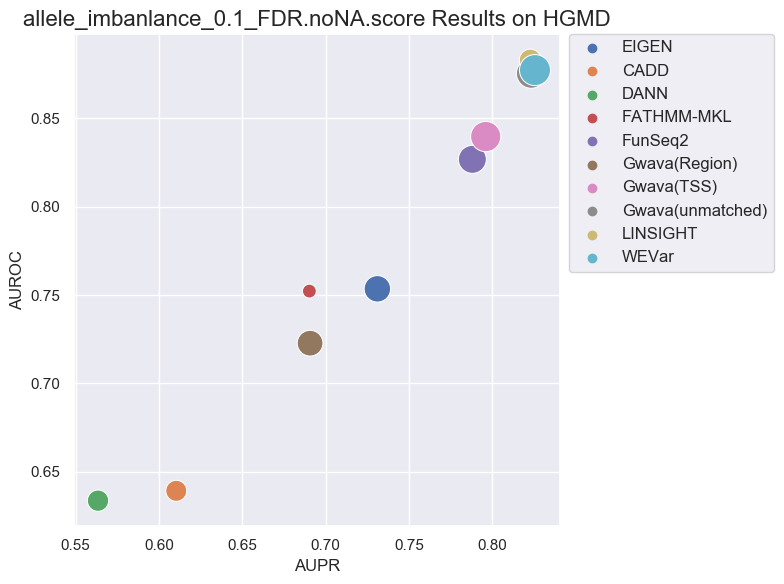 allele_imbanlance_0.1_FDR.noNA.score Results on HGMD
EIGEN
CADD
DANN
FATHMM-MKL
FunSeq2
Gwava(Region)
Gwava(TSS)
Gwava(unmatched)
LINSIGHT
WEVar
AUROC
0.85
0.80
0.75
0.70
0.65
0.55
0.60
0.65
0.70
0.75
0.80
AUPR